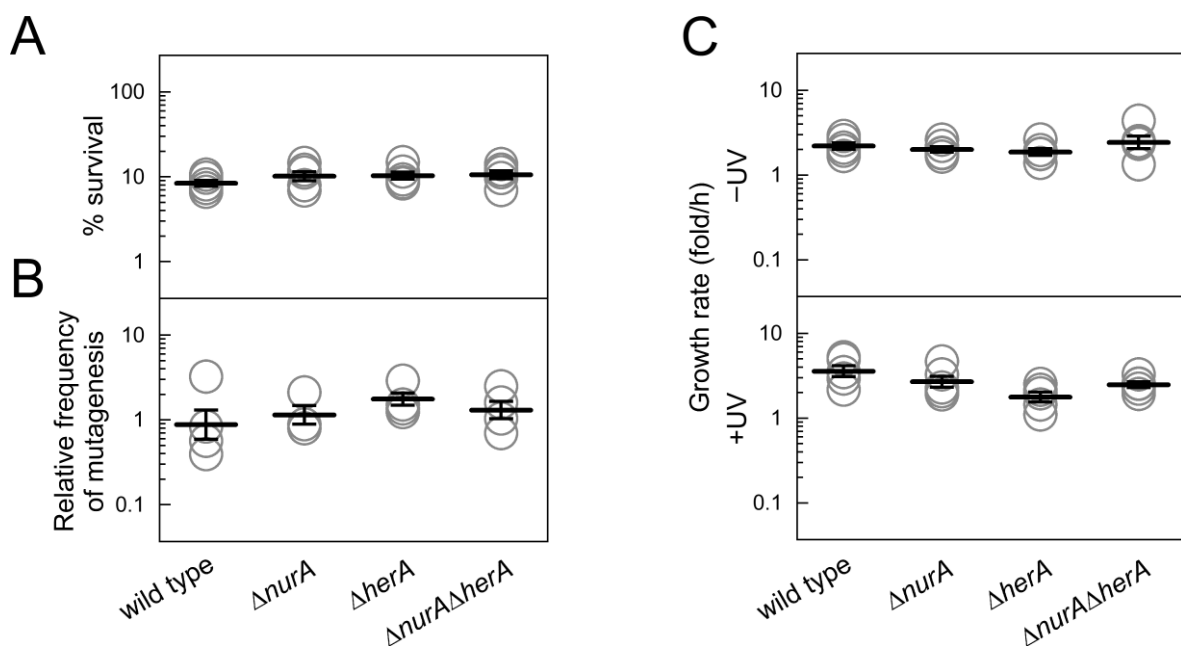 A
% survival
100
10
1
B
Relative frequency
of mutagenesis
10
1
0.1
wild type
ΔnurA
ΔherA
ΔnurAΔherA
C
Growth rate (fold/h)
−UV
10
1
0.1
+UV
10
1
0.1
wild type
ΔnurA
ΔherA
ΔnurAΔherA